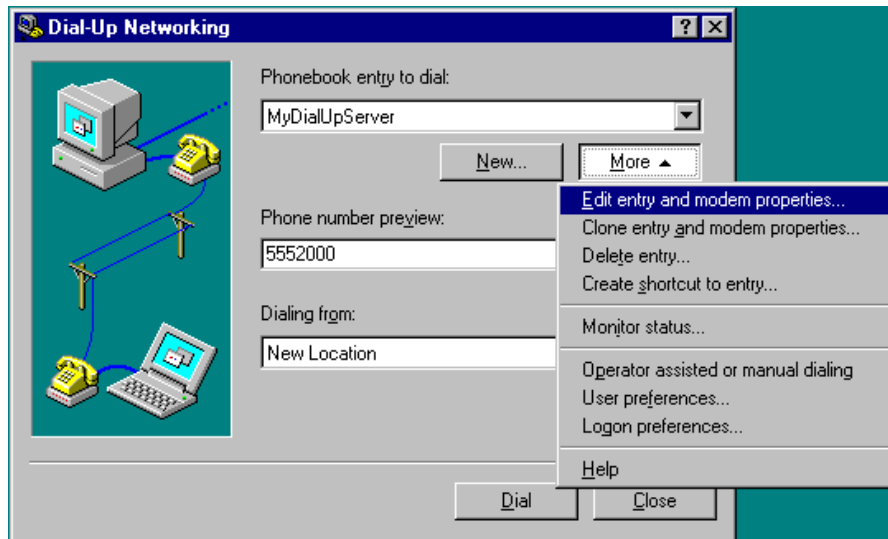 Dial-Up Networking
Phonebook entry to dial:
MyDialUpServer
New... More
Edit entry and modem properties...
Clone entry and modem properties...
Delete entry...
Create shortcut to entry...
Monitor status...
Operator assisted or manual dialing
User preferences...
Logon preferences...
Help
Phone number preview:
5552000
Dialing from:
New Location
Dial Close